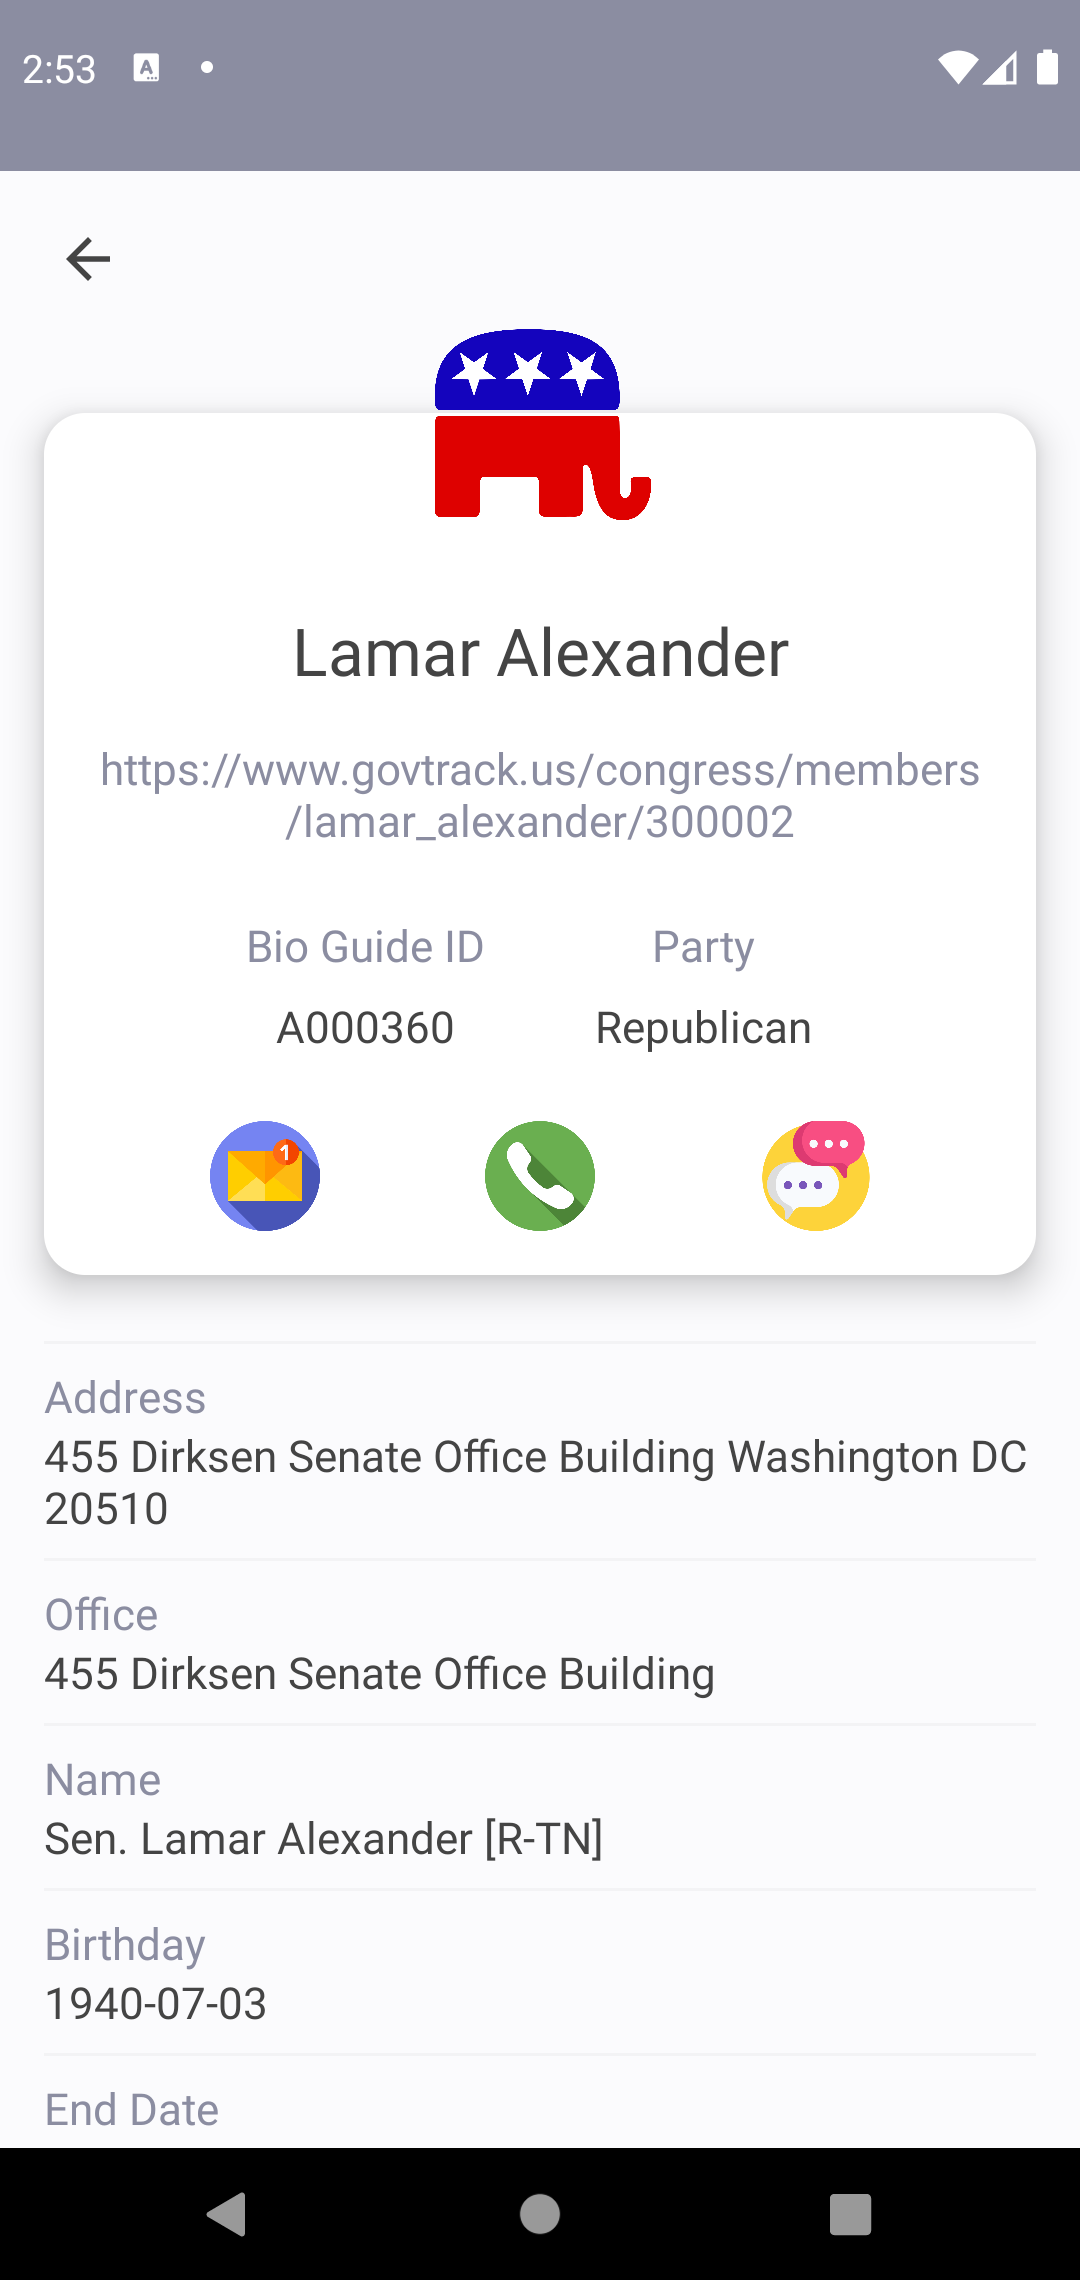 2:53
A
Lamar Alexander
https://www.govtrack.us/congress/members
/lamar_alexander/300002
Bio Guide ID
Party
A000360
Republican
1
Address
455 Dirksen Senate Office Building Washington DC
20510
Office
455 Dirksen Senate Office Building
Name
Sen. Lamar Alexander [R-TN]
Birthday
1940-07-03
End Date